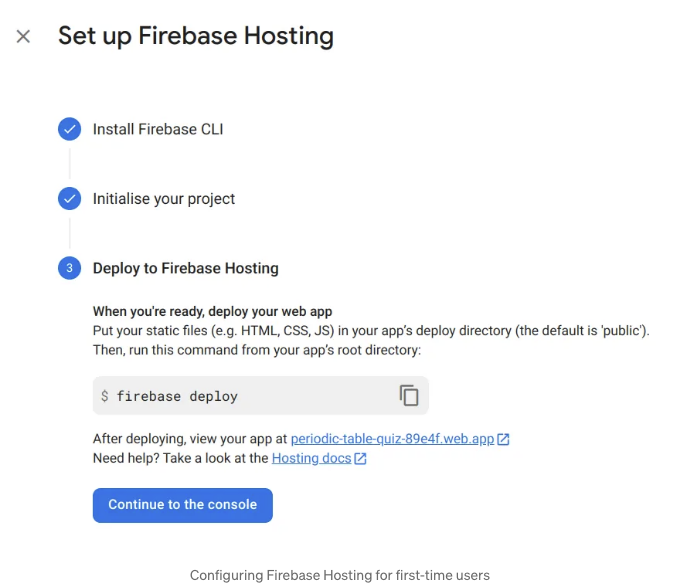 Set up Firebase Hosting
Install Firebase CLI
Initialise your project
3 Deploy to Firebase Hosting
When you're ready, deploy your web app
Put your static files (e.g. HTML, CSS, JS) in your app's deploy directory (the default is 'public').
Then, run this command from your app's root directory:
$ firebase deploy
After deploying, view your app at periodic-table-quiz-89e4f.web.app
Need help? Take a look at the Hosting docs
Continue to the console
Configuring Firebase Hosting for first-time users